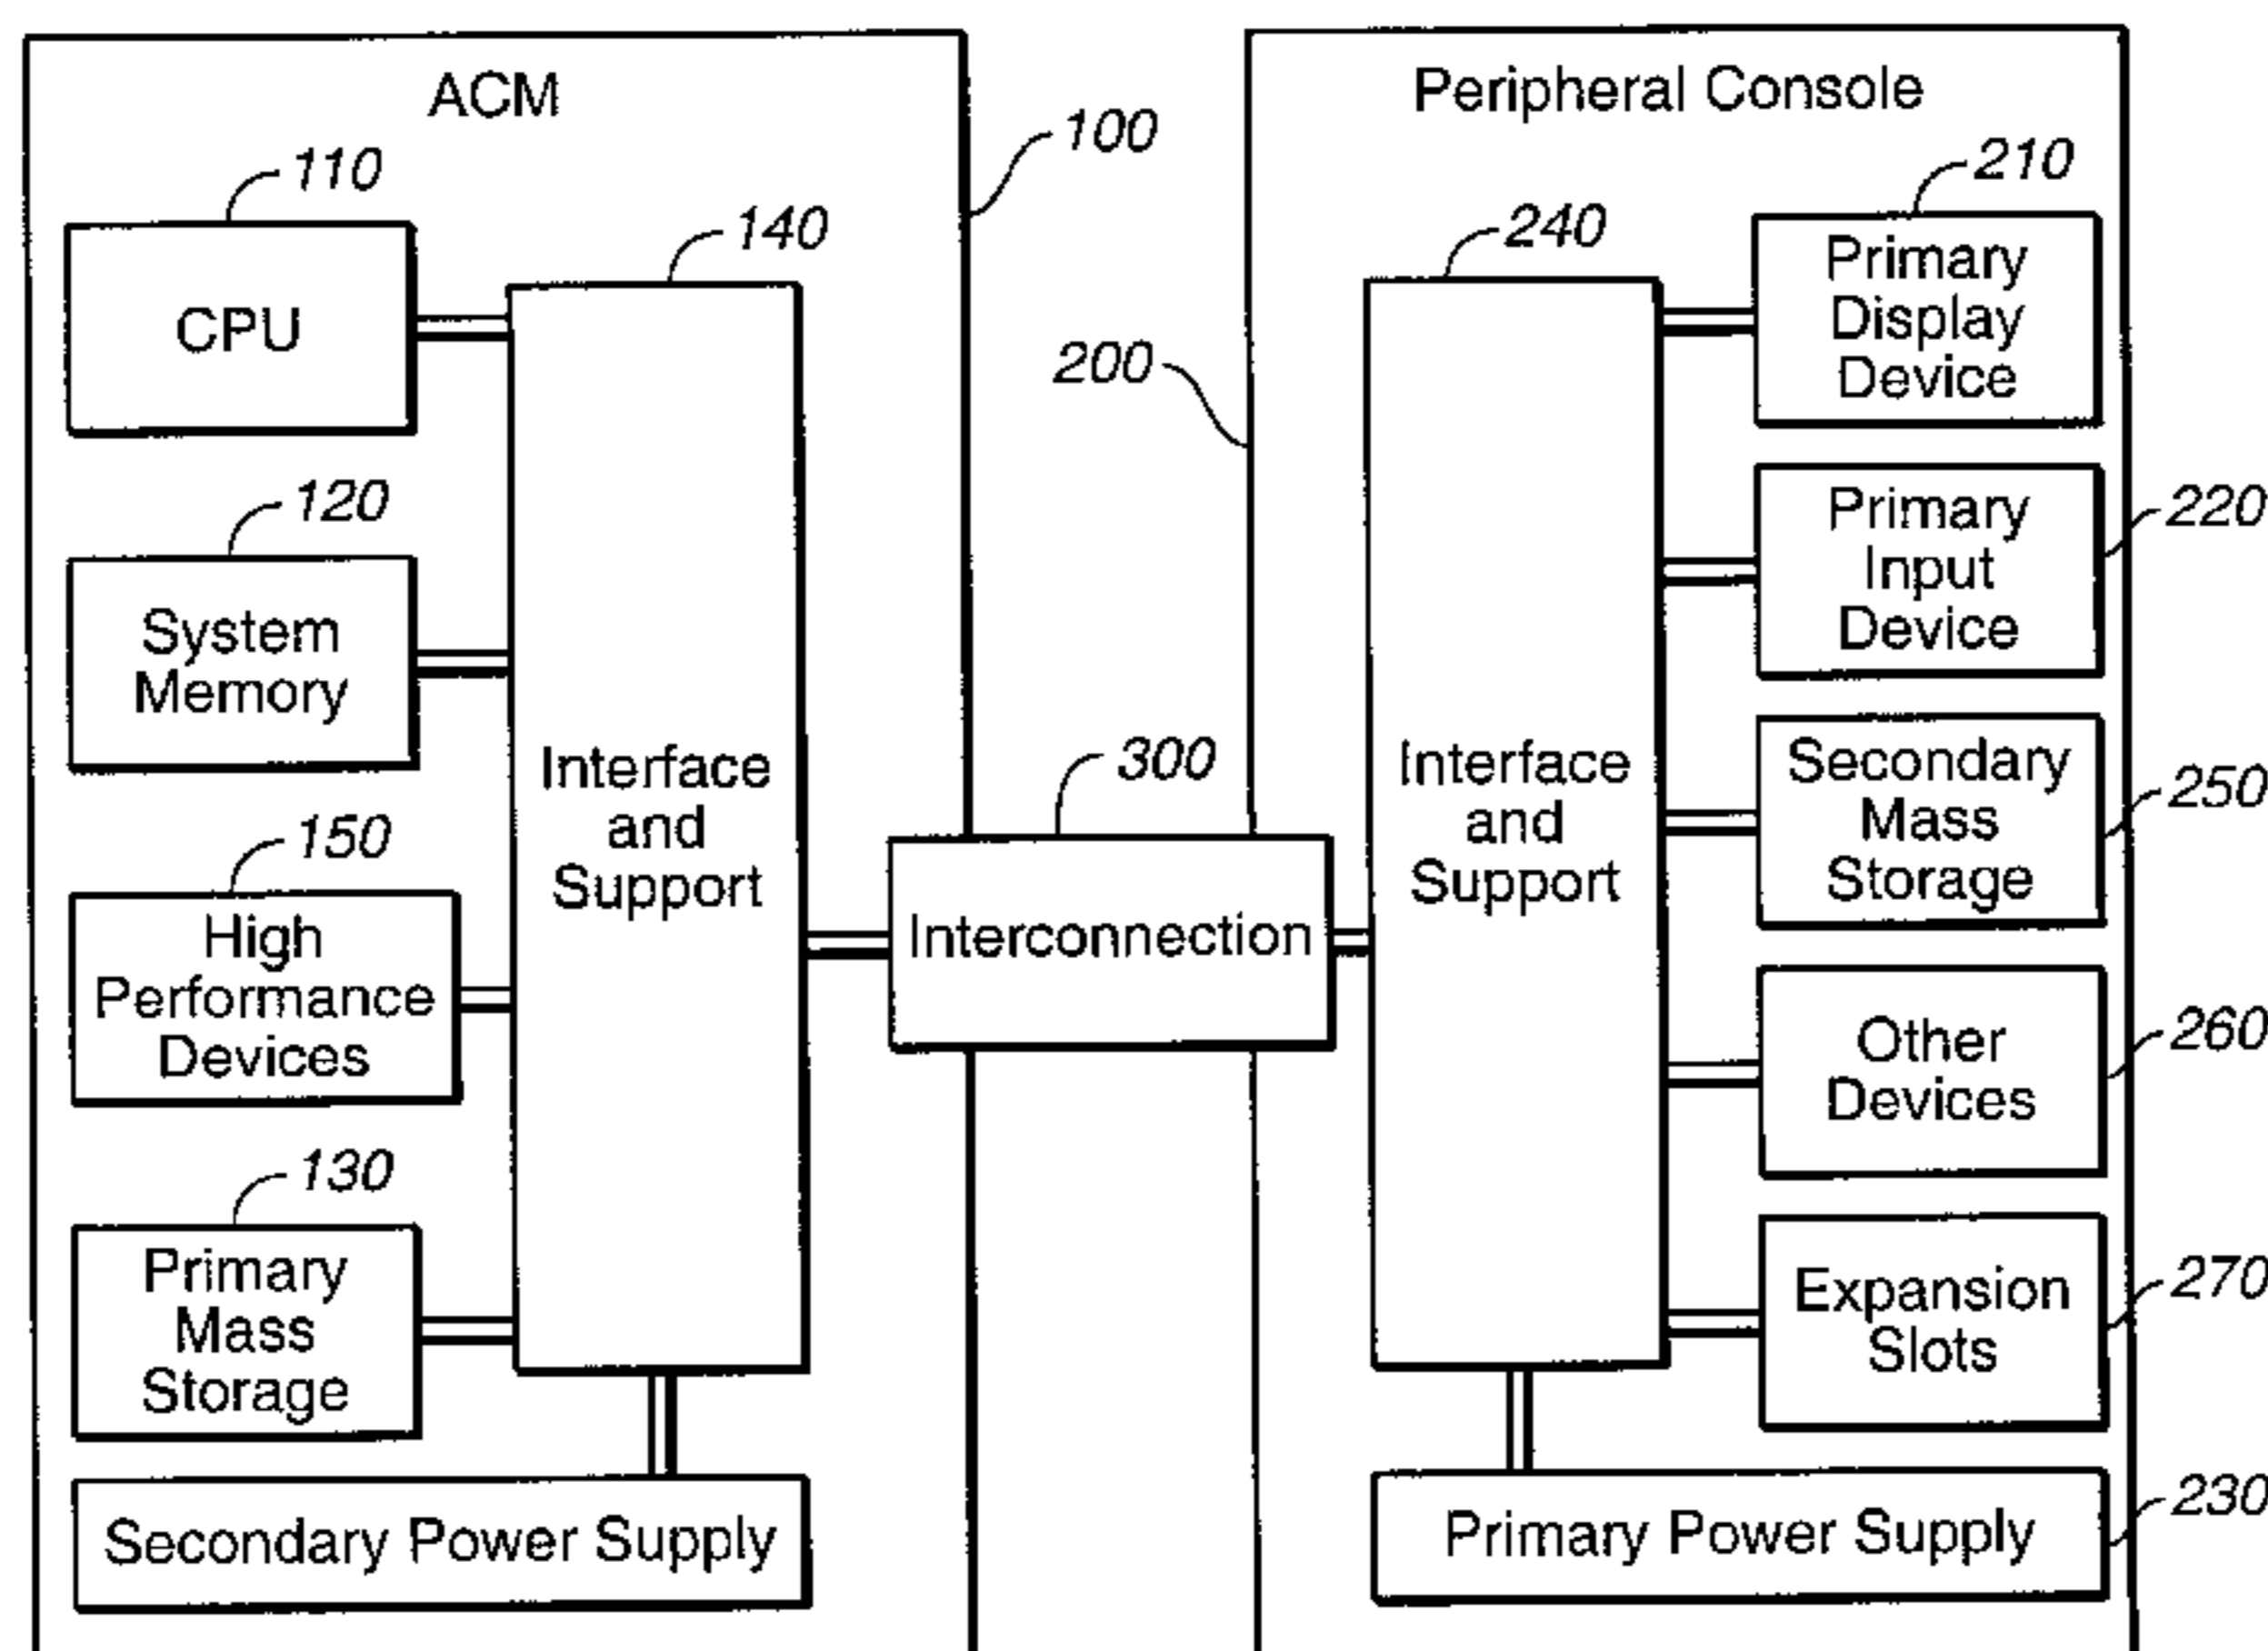 ACM
100
110
CPU
140
120
System
Memory
Interface
and
Support
150
High
Performance
Devices
130
Primary
Mass
Storage
Secondary Power Supply
300
Interconnection
Peripheral Console
200
240
Interface
and
Support
210
Primary
Display
Device
Primary
Input
Device
220
Secondary
Mass
Storage
250
Other
Devices
260
Expansion
Slots
270
Primary Power Supply
230